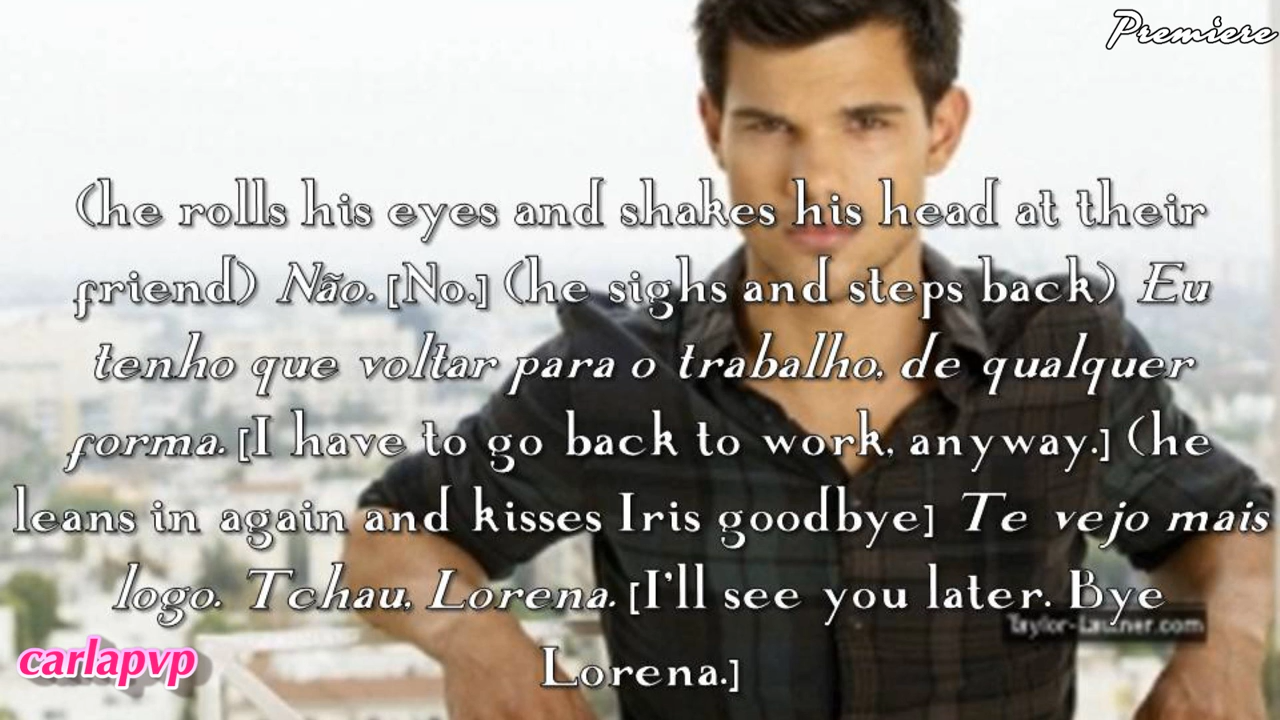 Premiere
(he rolls his eyes and shakes his head at their
friend) Não. [No.] (he sighs and steps back) Eu
tenho que voltar para o trabalho, de qualquer
forma. [I have to go back to work, anyway.] (he
leans in again and kisses Iris goodbye] Te vejo mais
logo. Tchau, Lorena. [I'll see you later. Bye
Taylor-Lautner.com
Lorena.]
carlapvp